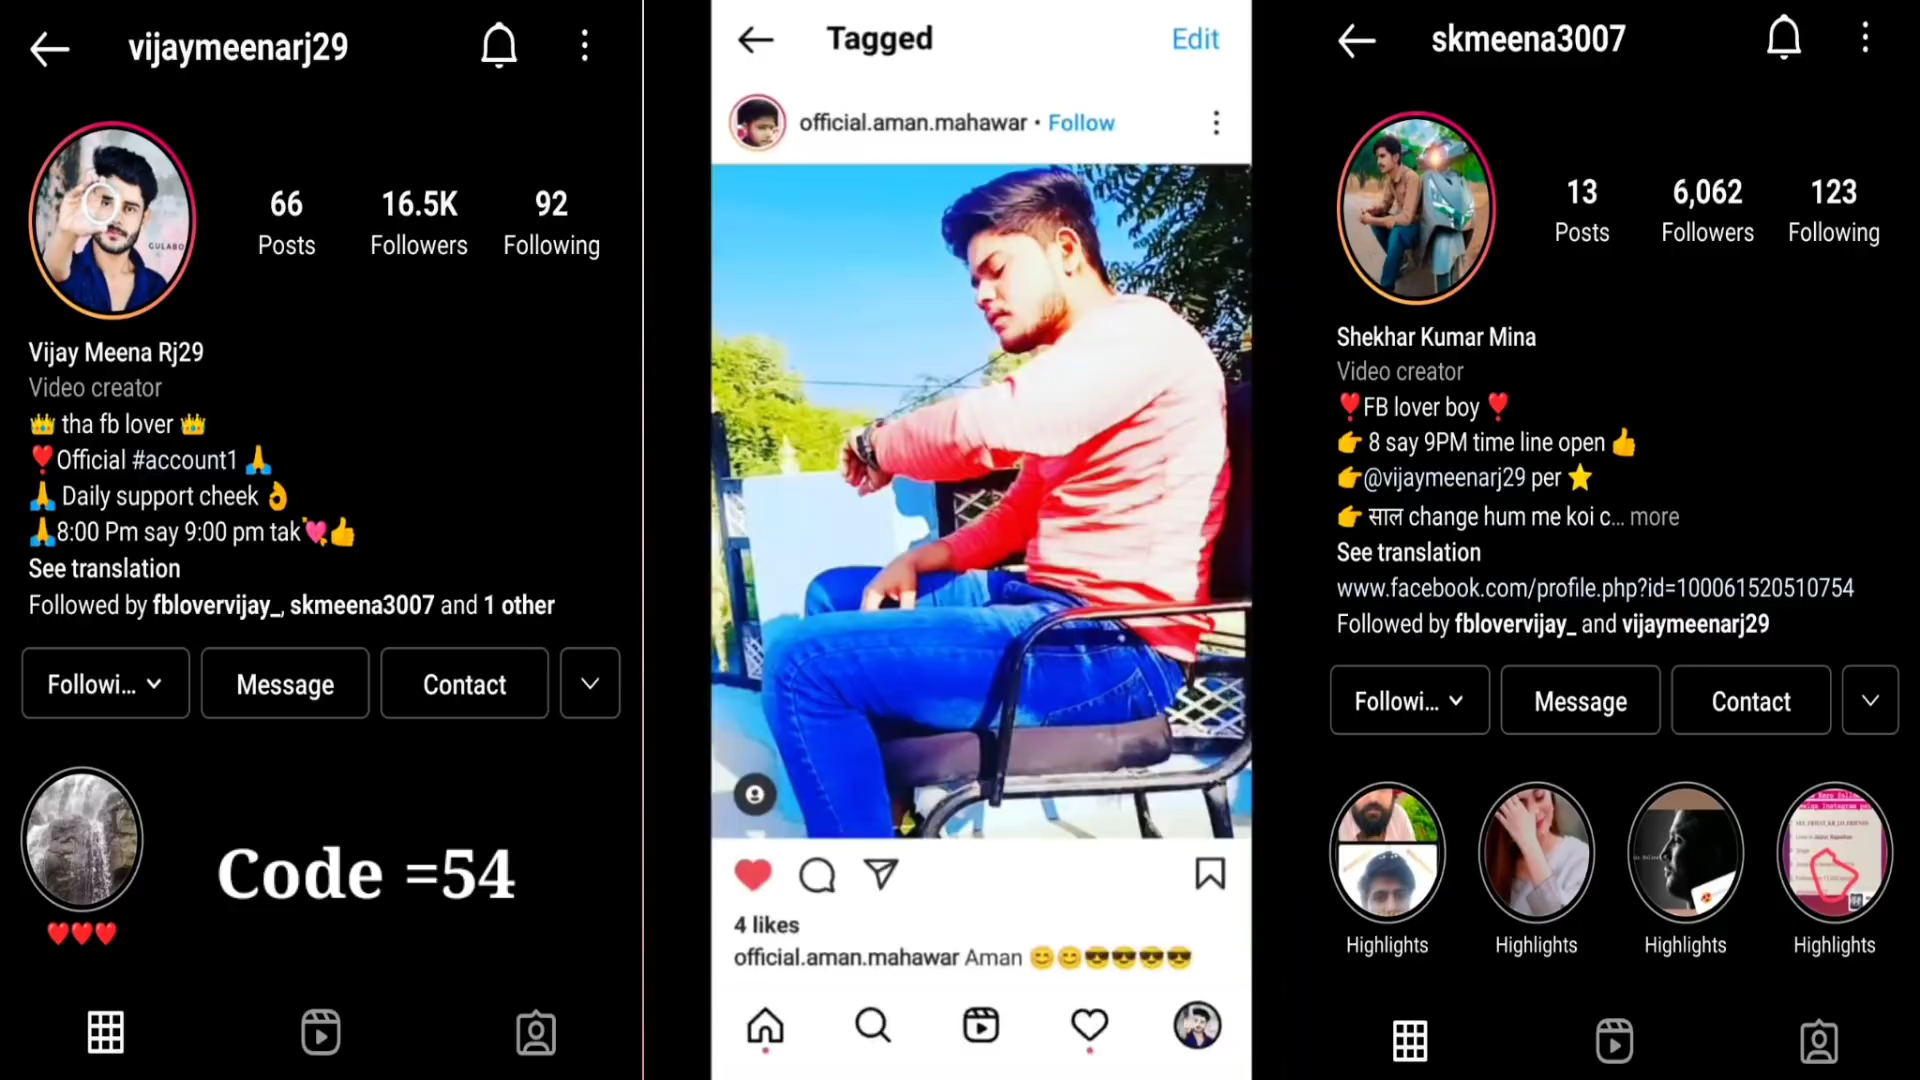 vijaymeenarj29
66
16.5K
92
Posts
Followers
Following
GULABO
Vijay Meena Rj29
Video creator
👑 tha fb lover 👑
❣️Official #account1 🙏
🙏 Daily support cheek 👌
🙏8:00 Pm say 9:00 pm tak💘👍
See translation
Followed by fblovervijay_, skmeena3007 and 1 other
Followi...
Message
Contact
❤️❤️❤️
Code =54
Tagged
Edit
official.aman.mahawar • Follow
4 likes
official.aman.mahawar Aman 😊😊😎😎😎😎
skmeena3007
13
6,062
123
Posts
Followers
Following
Shekhar Kumar Mina
Video creator
❣️FB lover boy❣️
👉 8 say 9PM time line open👍
👉@vijaymeenarj29 per ⭐
👉 साल change hum me koi c... more
See translation
www.facebook.com/profile.php?id=100061520510754
Followed by fblovervijay_ and vijaymeenarj29
Followi...
Message
Contact
Highlights
Highlights
Highlights
Highlights